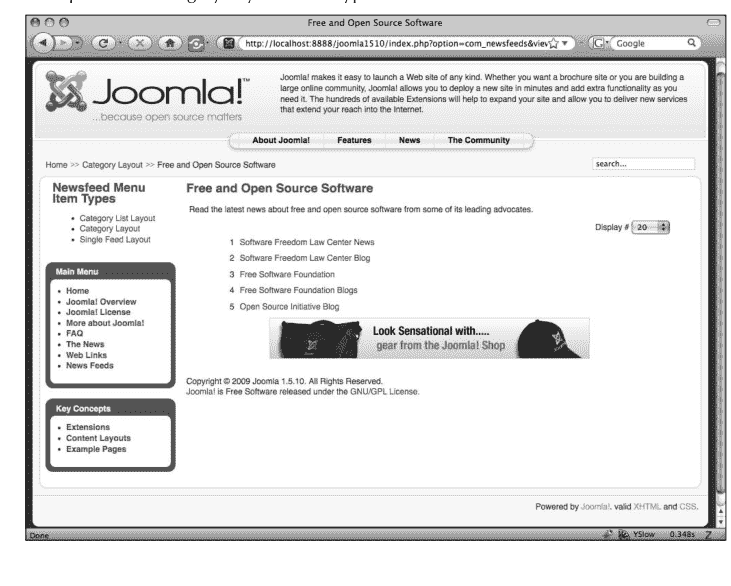 Free and Open Source Software
http://localhost:8888/joomla1510/index.php?option=com_newsfeeds&view
Google
Joomla!™
...because open source matters
Joomla! makes it easy to launch a Web site of any kind. Whether you want a brochure site or you are building a
large online community, Joomla! allows you to deploy a new site in minutes and add extra functionality as you
need it. The hundreds of available Extensions will help to expand your site and allow you to deliver new services
that extend your reach into the Internet.
About Joomla!
Features
News
The Community
Home >> Category Layout >> Free and Open Source Software
search...
Newsfeed Menu
Item Types
Category List Layout
Category Layout
Single Feed Layout
Main Menu
Home
Joomla! Overview
Joomla! License
More about Joomla!
FAQ
The News
Web Links
News Feeds
Key Concepts
Extensions
Content Layouts
Example Pages
Free and Open Source Software
Read the latest news about free and open source software from some of its leading advocates.
Display # 20
1 Software Freedom Law Center News
2 Software Freedom Law Center Blog
3 Free Software Foundation
4 Free Software Foundation Blogs
5 Open Source Initiative Blog
Look Sensational with.....
gear from the Joomla! Shop
Copyright © 2009 Joomla 1.5.10. All Rights Reserved.
Joomla! is Free Software released under the GNU/GPL License.
Powered by Joomla!. valid XHTML and CSS.
Done
YSlow 0.348s